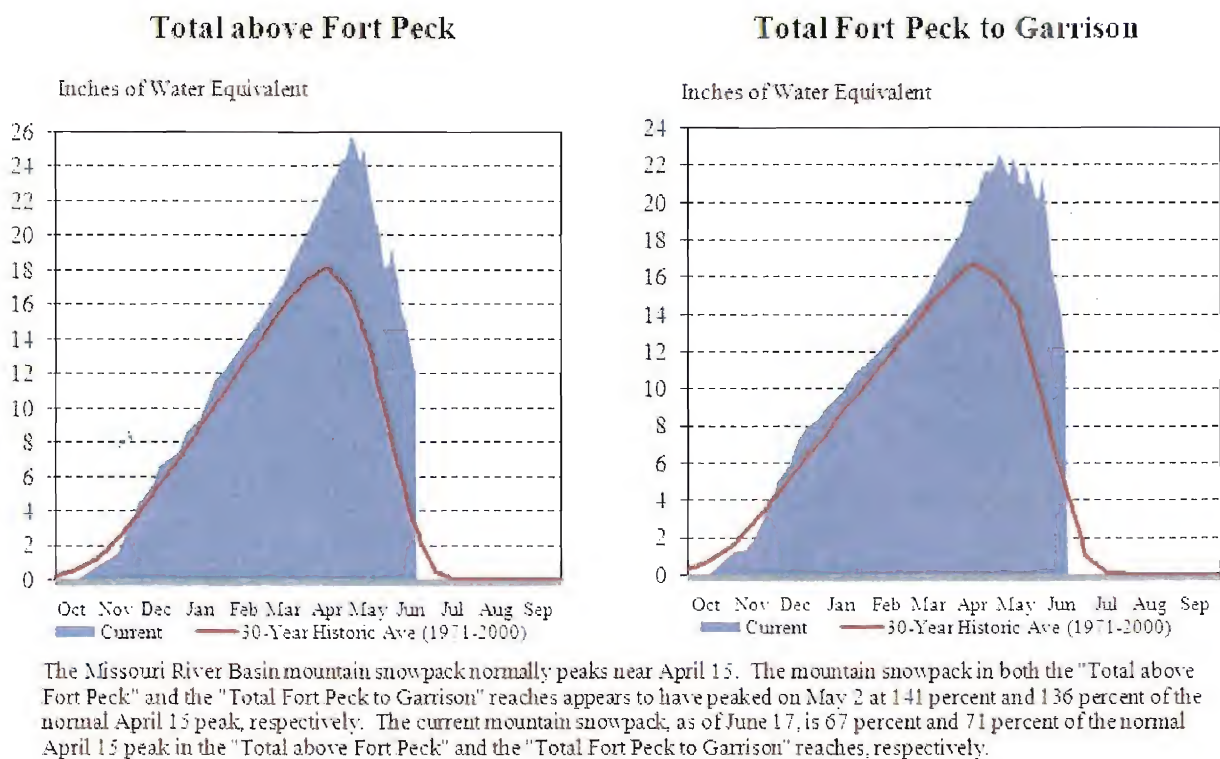 Total above Fort Peck
Inches of Water Equivalent
26
24
22
20
18
16
14
12
10
8
6
4
2
0
Oct Nov Dec Jan Feb Mar Apr May Jun Jul Aug Sep
Current 30-Year Historic Ave (1971-2000)
Total Fort Peck to Garrison
Inches of Water Equivalent
24
22
20
18
16
14
12
10
8
6
4
2
0
Oct Nov Dec Jan Feb Mar Apr May Jun Jul Aug Sep
Current 30-Year Historic Ave (1971-2000)
The Missouri River Basin mountain snowpack normally peaks near April 15. The mountain snowpack in both the "Total above
Fort Peck" and the "Total Fort Peck to Garrison" reaches appears to have peaked on May 2 at 141 percent and 136 percent of the
normal April 15 peak, respectively. The current mountain snowpack, as of June 17, is 67 percent and 71 percent of the normal
April 15 peak in the "Total above Fort Peck" and the "Total Fort Peck to Garrison" reaches, respectively.